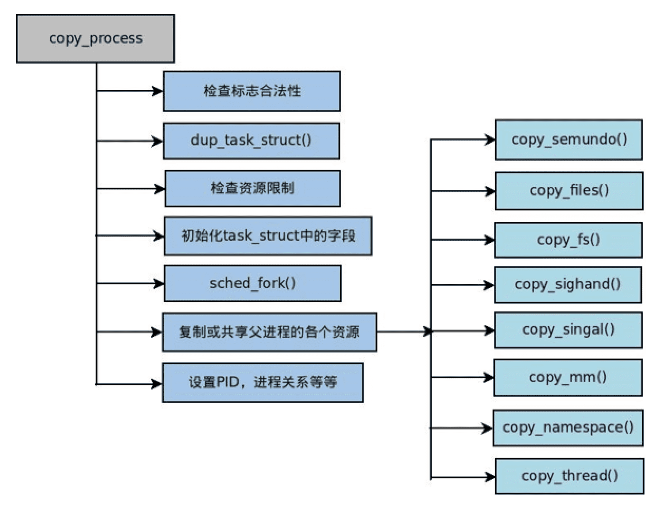 copy_process
检查标志合法性
dup_task_struct()
检查资源限制
初始化task_struct中的字段
sched_fork()
复制或共享父进程的各个资源
设置PID，进程关系等等
copy_semundo()
copy_files()
copy_fs()
copy_sighand()
copy_singal()
copy_mm()
copy_namespace()
copy_thread()